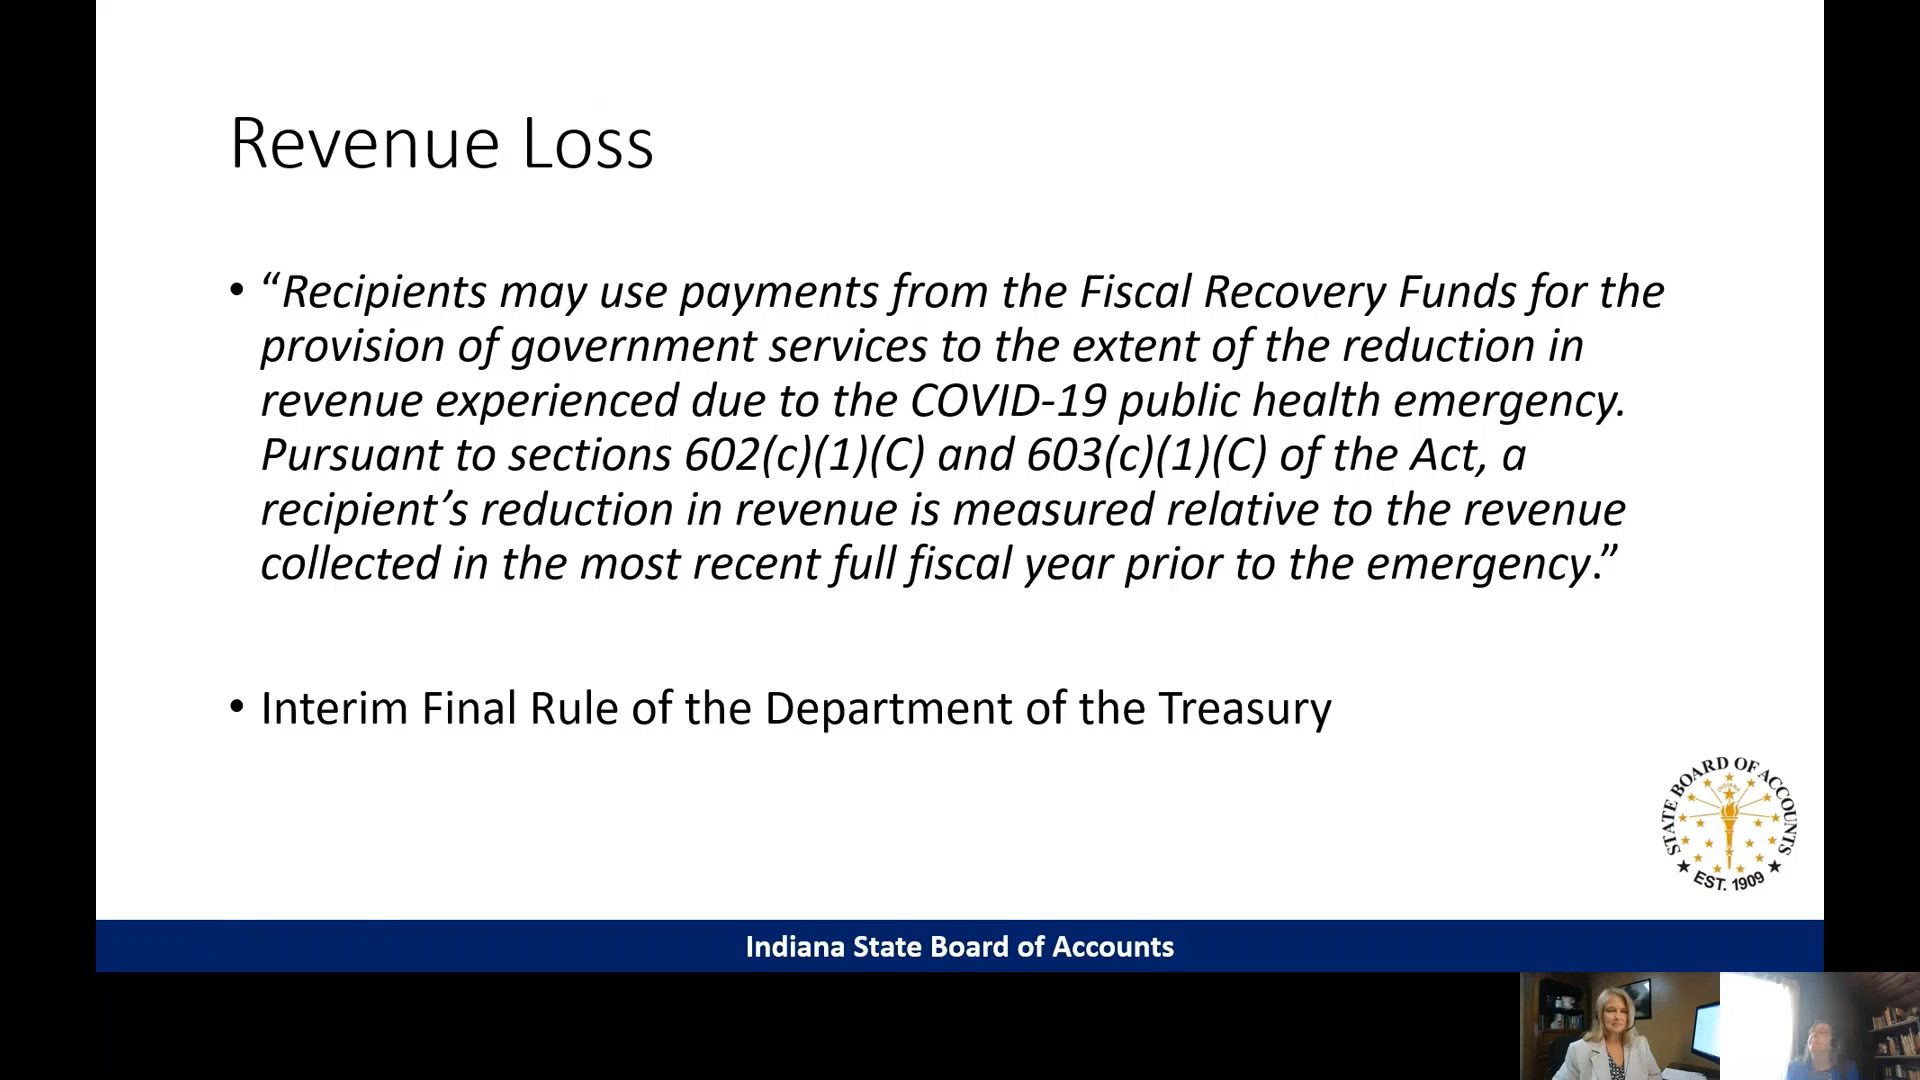 Revenue Loss
• “Recipients may use payments from the Fiscal Recovery Funds for the
provision of government services to the extent of the reduction in
revenue experienced due to the COVID-19 public health emergency.
Pursuant to sections 602(c)(1)(C) and 603(c)(1)(C) of the Act, a
recipient’s reduction in revenue is measured relative to the revenue
collected in the most recent full fiscal year prior to the emergency.”
• Interim Final Rule of the Department of the Treasury
STATE BOARD OF ACCOUNTS
INDIANA
★ EST. 1909 ★
Indiana State Board of Accounts